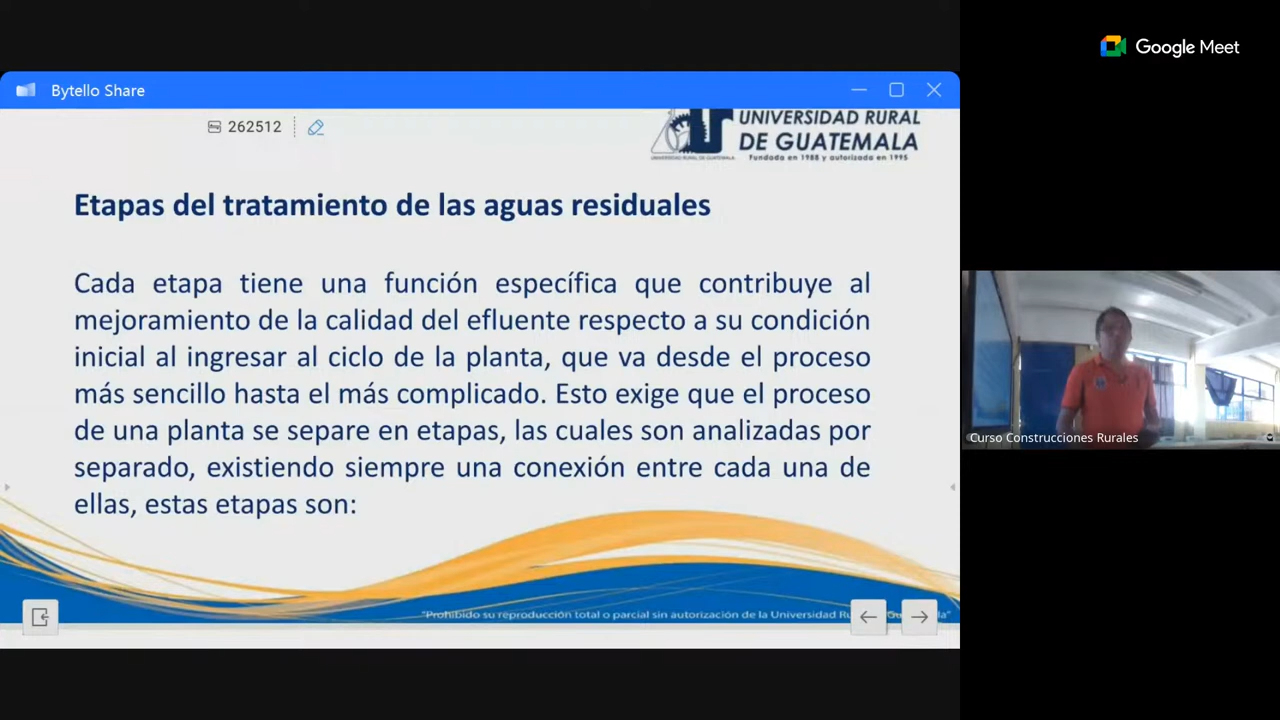 Google Meet
Bytello Share
262512
UNIVERSIDAD RURAL
DE GUATEMALA
Fundada en 1988 y autorizada en 1995
UNIVERSIDAD RURAL DE GUATEMALA
Etapas del tratamiento de las aguas residuales
Cada etapa tiene una función específica que contribuye al
mejoramiento de la calidad del efluente respecto a su condición
inicial al ingresar al ciclo de la planta, que va desde el proceso
más sencillo hasta el más complicado. Esto exige que el proceso
de una planta se separe en etapas, las cuales son analizadas por
separado, existiendo siempre una conexión entre cada una de
ellas, estas etapas son:
Curso Construcciones Rurales
"Prohibido su reproducción total o parcial sin autorización de la Universidad